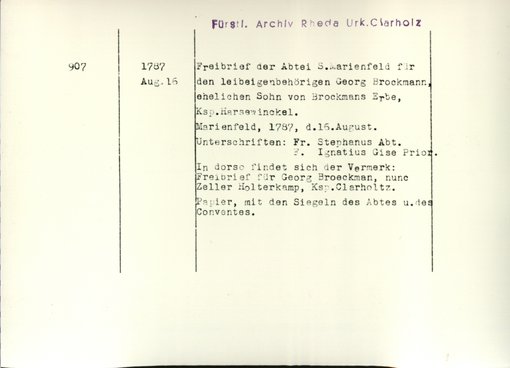 Fürstl. Archiv Rheda Urk.Clarholz
907 1787 Freibrief der Abtei S.Marienfeld für
Aug.16 den leibeigenbehörigen Georg Brockmann,
ehelichen Sohn von Brockmans Erbe,
Ksp.Harsewinckel.
Marienfeld, 1787, d.16.August.
Unterschriften: Fr. Stephanus Abt.
F. Ignatius Gise Prior.
In dorso findet sich der Vermerk:
Freibrief für Georg Broeckman, nunc
Zeller Holterkamp, Ksp.Clarholtz.
Papier, mit den Siegeln des Abtes u.des
Conventes.